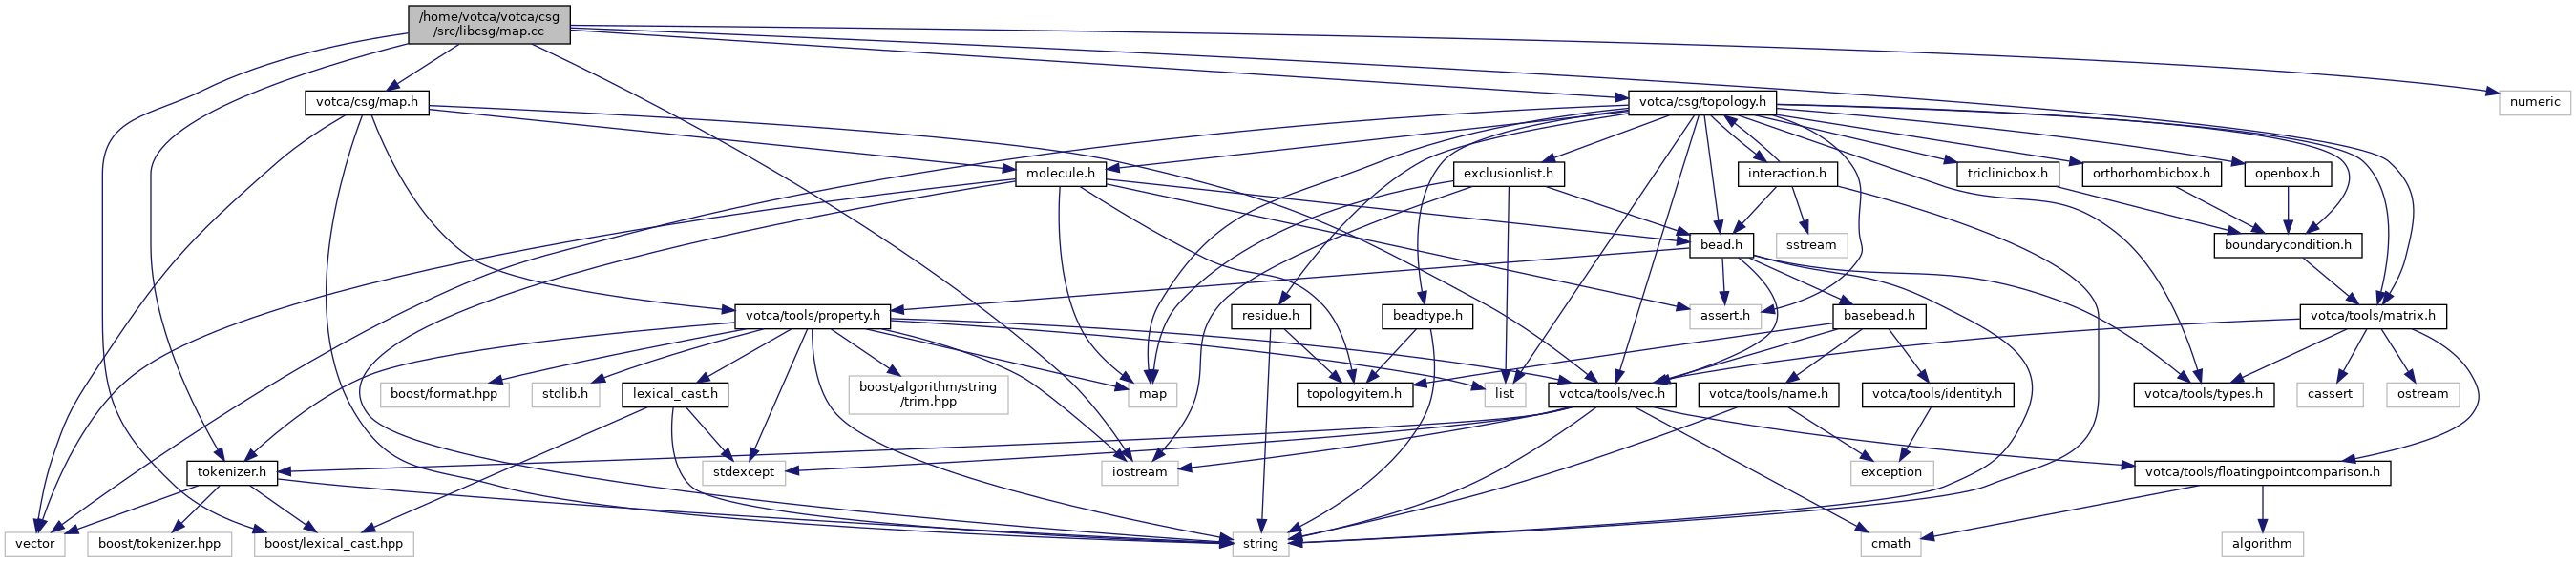 /home/votca/votca/csg
/src/libcsg/map.cc
votca/csg/map.h
votca/csg/topology.h
numeric
molecule.h
exclusionlist.h
interaction.h
triclinicbox.h
orthorhombicbox.h
openbox.h
bead.h
sstream
boundarycondition.h
votca/tools/property.h
residue.h
beadtype.h
assert.h
basebead.h
votca/tools/matrix.h
boost/format.hpp
stdlib.h
lexical_cast.h
boost/algorithm/string
/trim.hpp
map
topologyitem.h
list
votca/tools/vec.h
votca/tools/name.h
votca/tools/identity.h
votca/tools/types.h
cassert
ostream
tokenizer.h
stdexcept
iostream
exception
votca/tools/floatingpointcomparison.h
vector
boost/tokenizer.hpp
boost/lexical_cast.hpp
string
cmath
algorithm